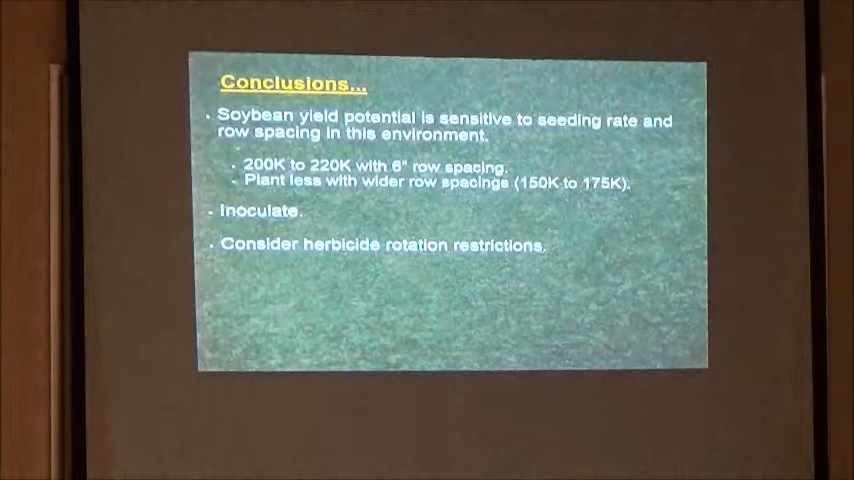 Conclusions...
Soybean yield potential is sensitive to seeding rate and
row spacing in this environment.
200K to 220K with 6" row spacing.
Plant less with wider row spacings (150K to 175K).
Inoculate.
Consider herbicide rotation restrictions.